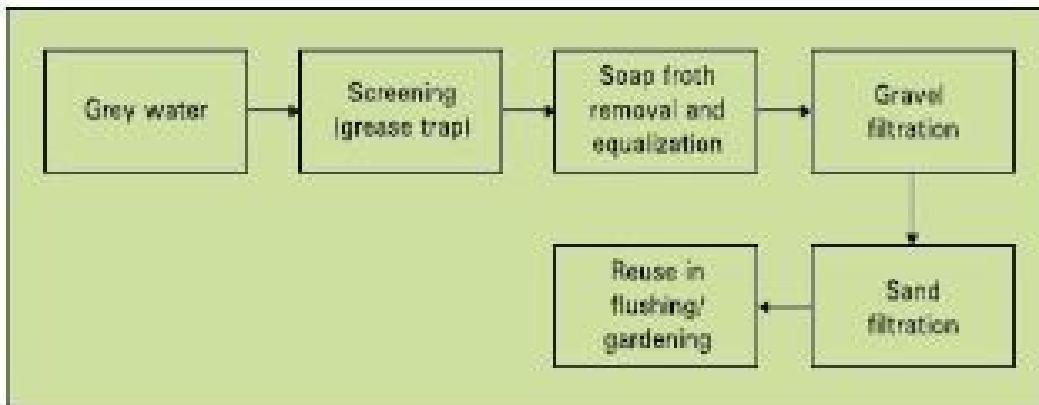 Grey water
Screening
(grease trap)
Soap froth
removal and
equalization
Gravel
filtration
Sand
filtration
Reuse in
flushing/
gardening